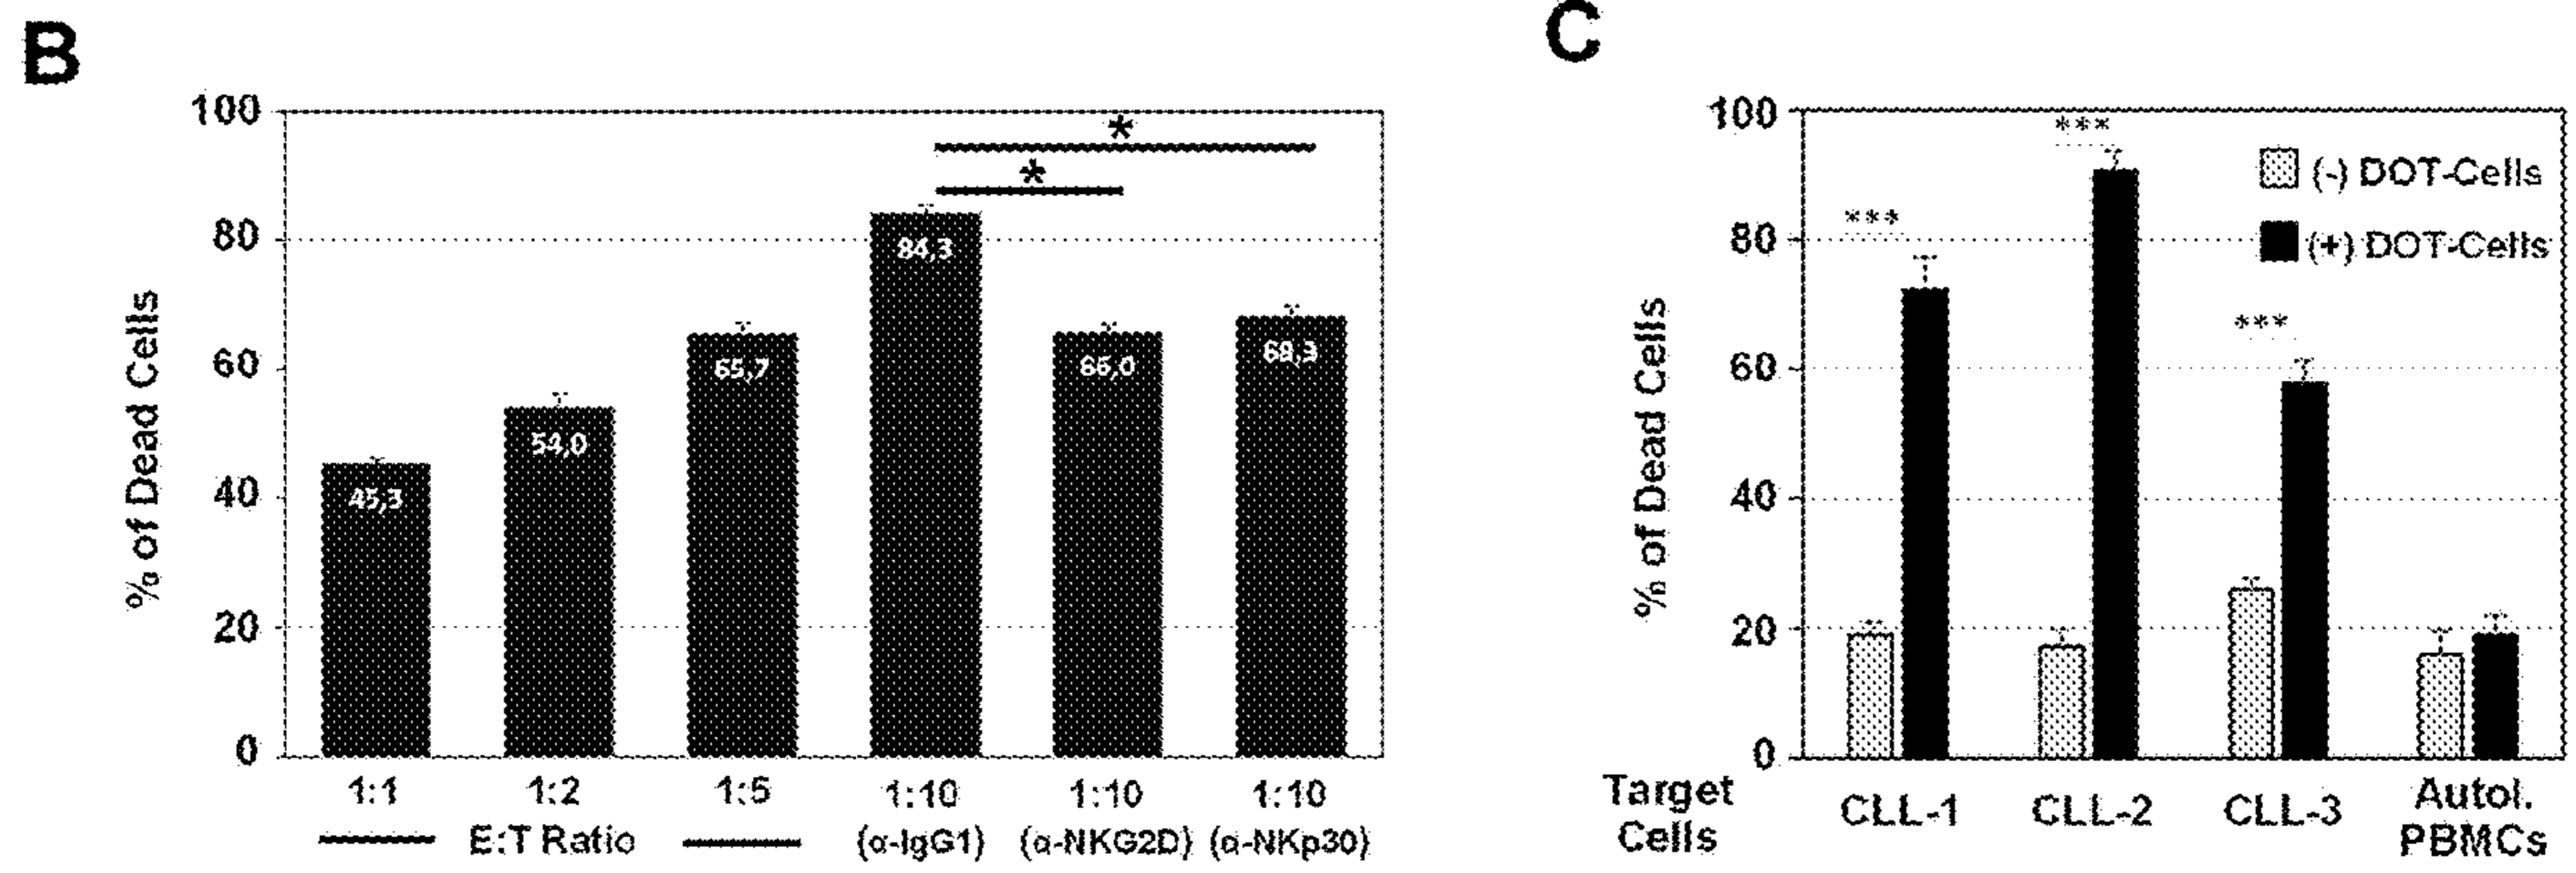 B
% of Dead Cells
100
80
60
40
20
0
45,3
54,0
65,7
84,3
66,0
68,3
*
*
1:1 1:2 1:5 1:10 1:10 1:10
E:T Ratio (α-IgG1) (α-NKG2D) (α-NKp30)
C
% of Dead Cells
100
80
60
40
20
0
***
***
***
(-) DOT-Cells
(+) DOT-Cells
Target
Cells
CLL-1 CLL-2 CLL-3
Autol.
PBMCs